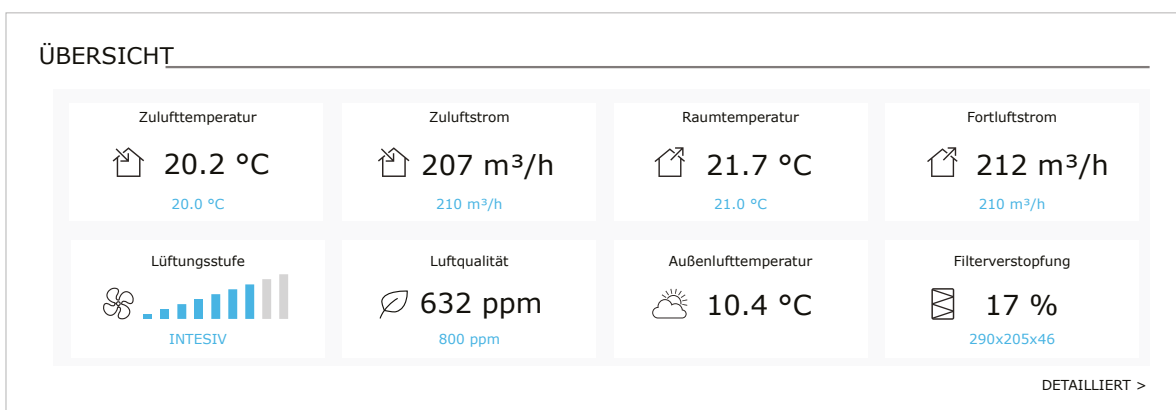 ÜBERSICHT
Zulufttemperatur
20.2 °C
20.0 °C
Zuluftstrom
207 m³/h
210 m³/h
Raumtemperatur
21.7 °C
21.0 °C
Fortluftstrom
212 m³/h
210 m³/h
Lüftungsstufe
INTESIV
Luftqualität
632 ppm
800 ppm
Außenlufttemperatur
10.4 °C
Filterverstopfung
17 %
290x205x46
DETAILLIERT >